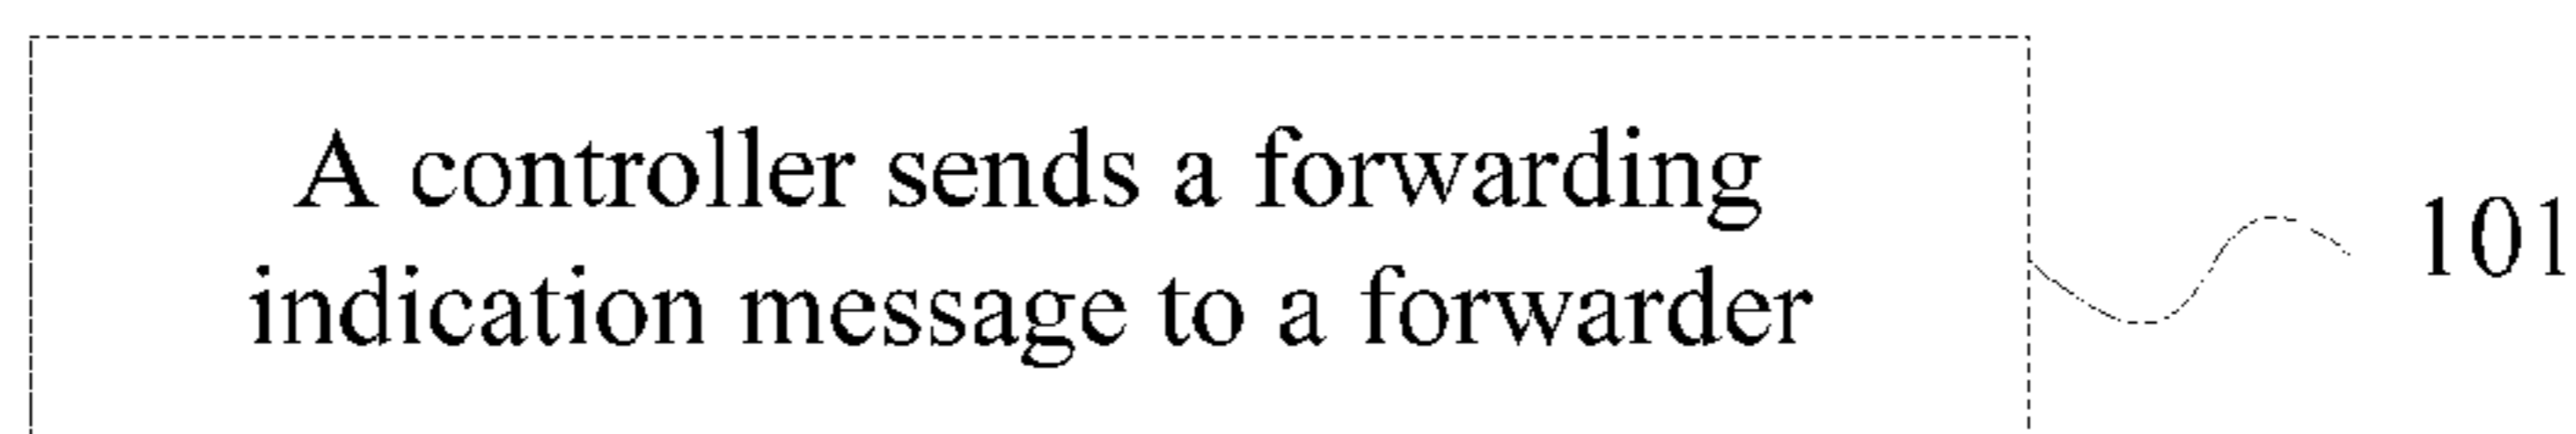 A controller sends a forwarding
indication message to a forwarder
101